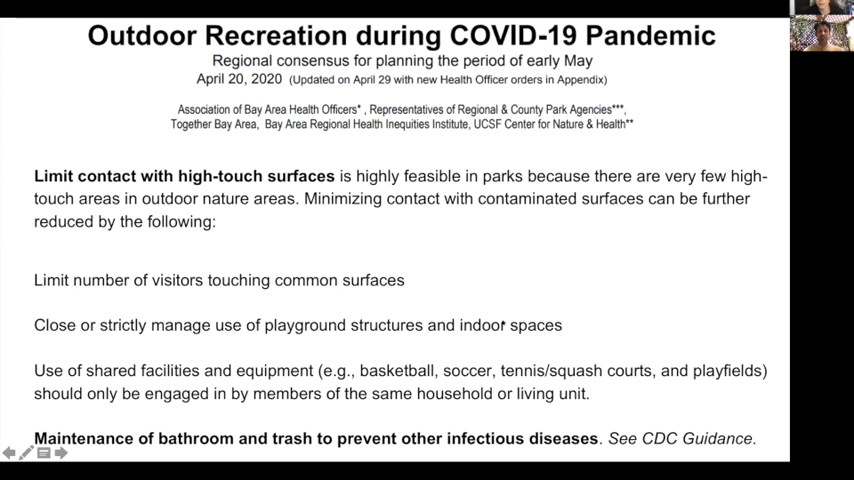 Outdoor Recreation during COVID-19 Pandemic
Regional consensus for planning the period of early May
April 20, 2020 (Updated on April 29 with new Health Officer orders in Appendix)
Association of Bay Area Health Officers* , Representatives of Regional & County Park Agencies***,
Together Bay Area, Bay Area Regional Health Inequities Institute, UCSF Center for Nature & Health**
Limit contact with high-touch surfaces is highly feasible in parks because there are very few high-
touch areas in outdoor nature areas. Minimizing contact with contaminated surfaces can be further
reduced by the following:
Limit number of visitors touching common surfaces
Close or strictly manage use of playground structures and indoor spaces
Use of shared facilities and equipment (e.g., basketball, soccer, tennis/squash courts, and playfields)
should only be engaged in by members of the same household or living unit.
Maintenance of bathroom and trash to prevent other infectious diseases. See CDC Guidance.